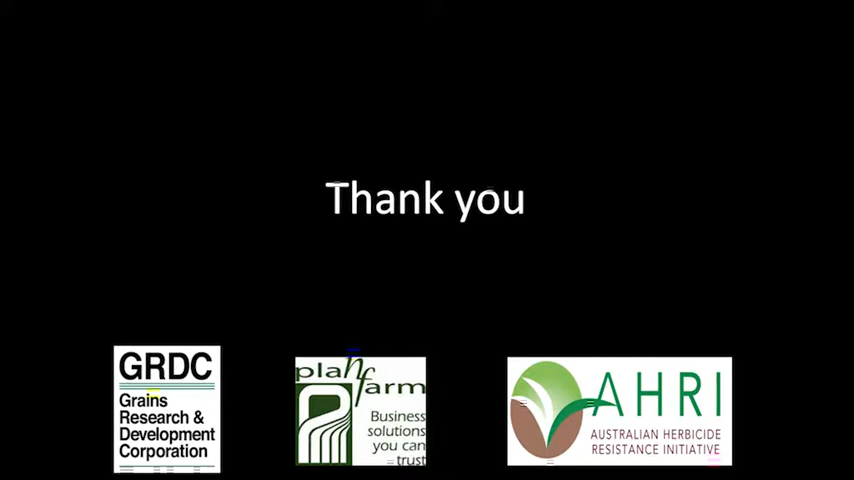 Thank you
GRDC
Grains
Research &
Development
Corporation
planfarm
Business
solutions
you can
trust
AHRI
AUSTRALIAN HERBICIDE
RESISTANCE INITIATIVE